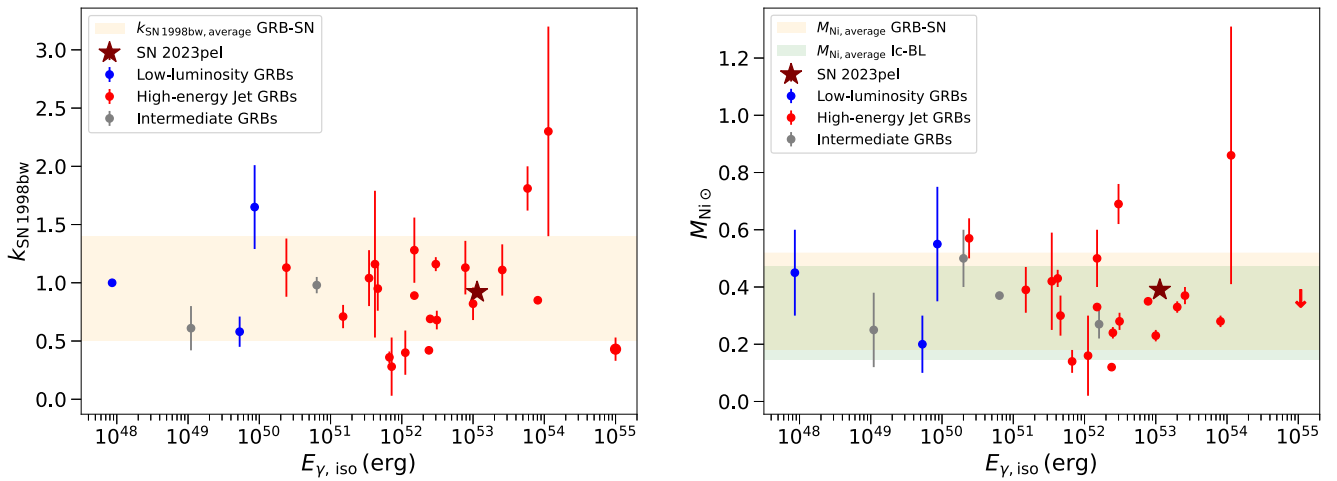 k_SN 1998bw, average GRB-SN
SN 2023pel
Low-luminosity GRBs
High-energy Jet GRBs
Intermediate GRBs
3.0
2.5
2.0
1.5
1.0
0.5
0.0
k_SN 1998bw
10^48 10^49 10^50 10^51 10^52 10^53 10^54 10^55
E_γ, iso (erg)
M_Ni, average GRB-SN
M_Ni, average Ic-BL
SN 2023pel
Low-luminosity GRBs
High-energy Jet GRBs
Intermediate GRBs
1.2
1.0
0.8
0.6
0.4
0.2
0.0
M_Ni ⊙
10^48 10^49 10^50 10^51 10^52 10^53 10^54 10^55
E_γ, iso (erg)